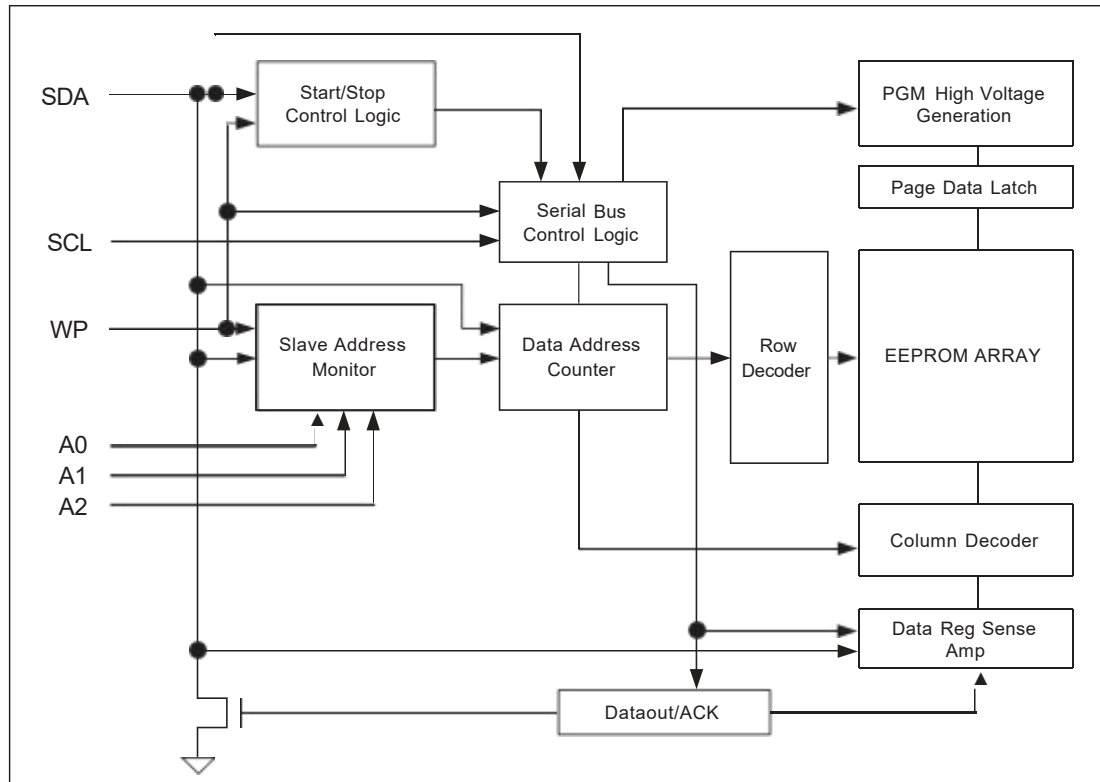 SDA
Start/Stop
Control Logic
PGM High Voltage
Generation
Page Data Latch
Serial Bus
Control Logic
SCL
WP
Slave Address
Monitor
Data Address
Counter
Row
Decoder
EEPROM ARRAY
A0
A1
A2
Column Decoder
Data Reg Sense
Amp
Dataout/ACK